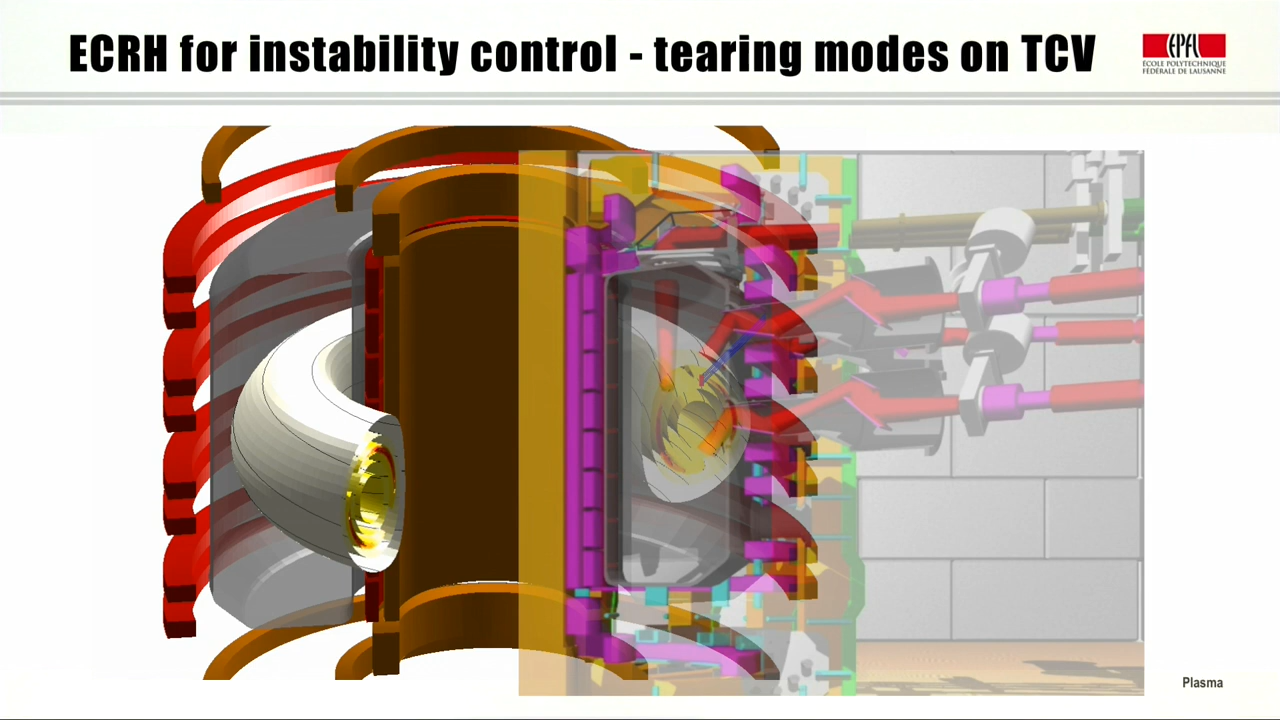 ECRH for instability control - tearing modes on TCV
EPFL
ÉCOLE POLYTECHNIQUE
FÉDÉRALE DE LAUSANNE
Plasma